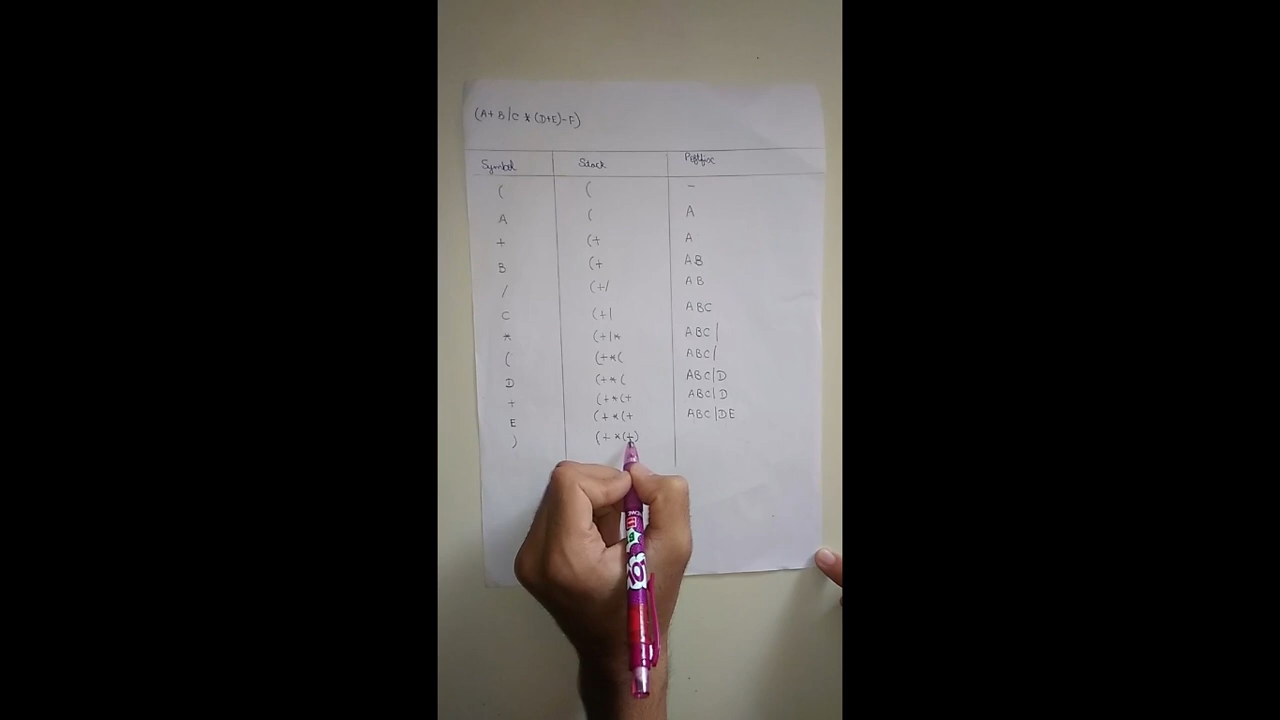 (A+B/C*(D+E)-F)
Symbol Stack Postfix
( ( -
A ( A
+ (+ A
B (+ AB
/ (+/ AB
C (+/ ABC
* (+/* ABC/
( (+*( ABC/
D (+*( ABC/D
+ (+*(+ ABC/D
E (+*(+ ABC/DE
) (+*(+)